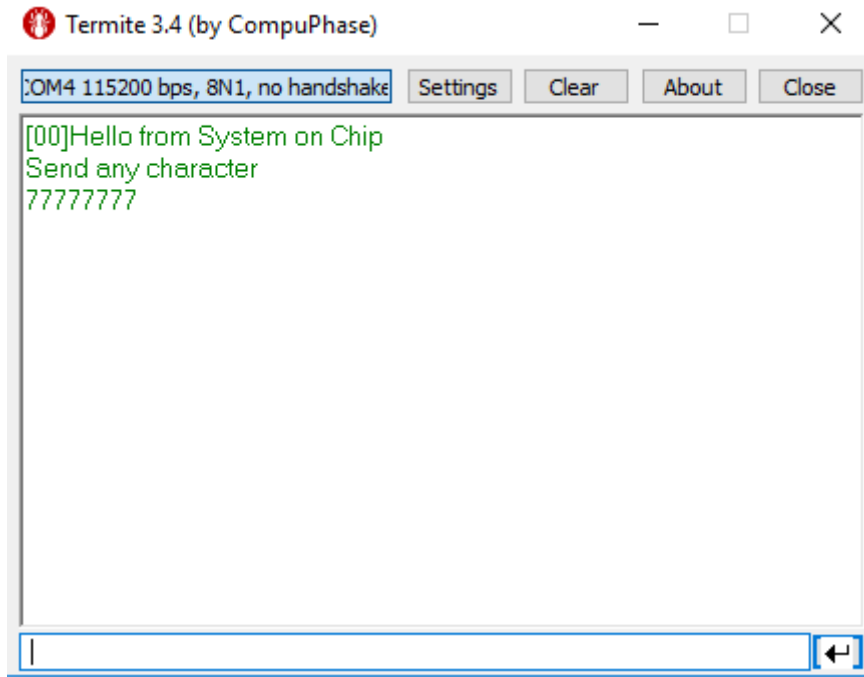 Termite 3.4 (by CompuPhase)
COM4 115200 bps, 8N1, no handshake
Settings
Clear
About
Close
[00]Hello from System on Chip
Send any character
77777777